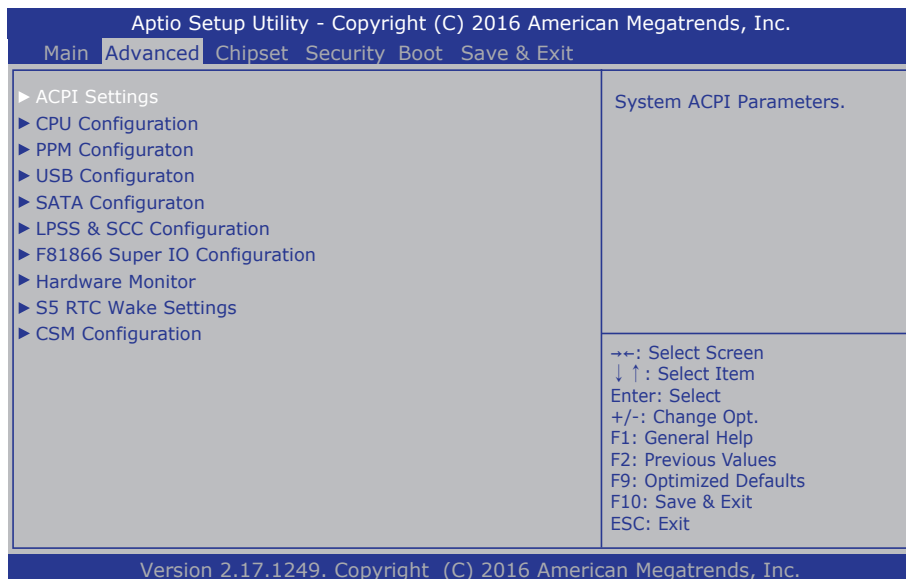 Aptio Setup Utility - Copyright (C) 2016 American Megatrends, Inc.
Main Advanced Chipset Security Boot Save & Exit
► ACPI Settings
► CPU Configuration
► PPM Configuraton
► USB Configuraton
► SATA Configuraton
► LPSS & SCC Configuration
► F81866 Super IO Configuration
► Hardware Monitor
► S5 RTC Wake Settings
► CSM Configuration
System ACPI Parameters.
→←: Select Screen
↓↑: Select Item
Enter: Select
+/-: Change Opt.
F1: General Help
F2: Previous Values
F9: Optimized Defaults
F10: Save & Exit
ESC: Exit
Version 2.17.1249. Copyright (C) 2016 American Megatrends, Inc.